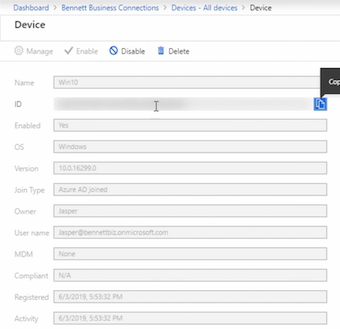 Dashboard > Bennett Business Connections > Devices - All devices > Device
Device
Manage Enable Disable Delete
Name Win10 Cop
ID
Enabled Yes
OS Windows
Version 10.0.16299.0
Join Type Azure AD joined
Owner Jasper
User name Jasper@bennettbiz.onmicrosoft.com
MDM None
Compliant N/A
Registered 6/3/2019, 5:53:32 PM
Activity 6/3/2019, 5:53:32 PM